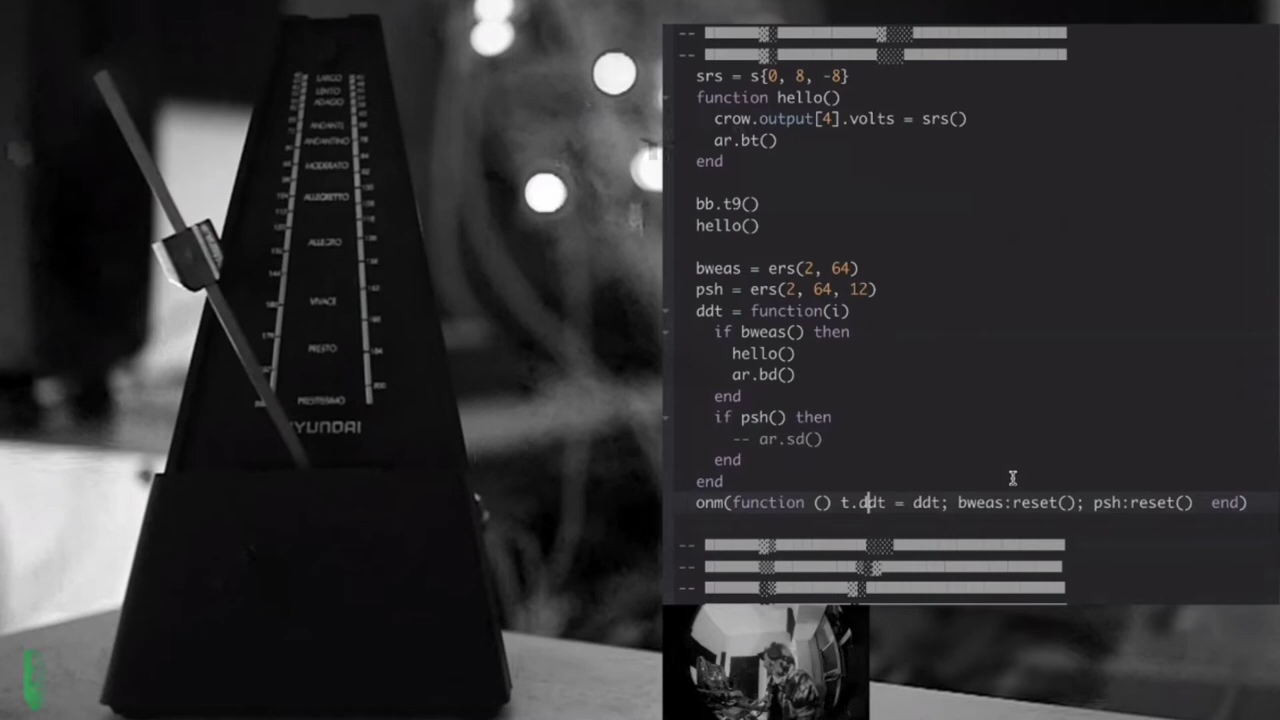 LARGO
LENTO
ADAGIO
ANDANTE
ANDANTINO
MODERATO
ALLEGRETTO
ALLEGRO
VIVACE
PRESTO
PRESTISSIMO
HYUNDAI
--
--
srs = s{0, 8, -8}
function hello()
crow.output[4].volts = srs()
ar.bt()
end
bb.t9()
hello()
bweas = ers(2, 64)
psh = ers(2, 64, 12)
ddt = function(i)
if bweas() then
hello()
ar.bd()
end
if psh() then
-- ar.sd()
end
end
onm(function () t.ddt = ddt; bweas:reset(); psh:reset()  end)
--
--
--